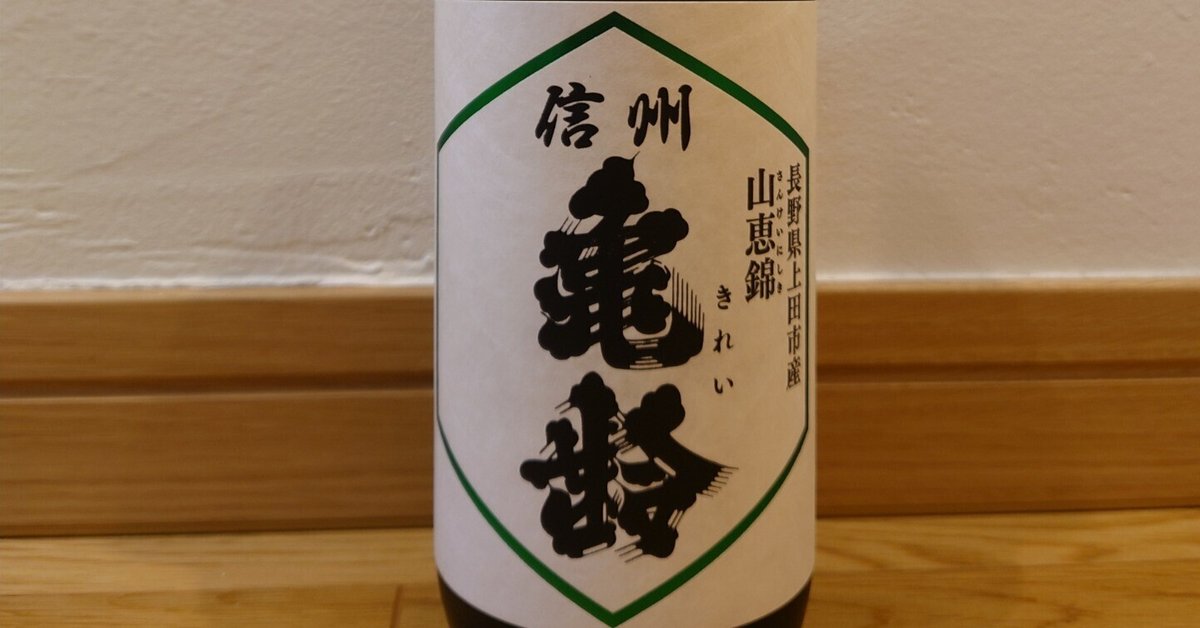 信州
亀齢
きれい
長野県上田市産
山恵錦
さんけいにしき